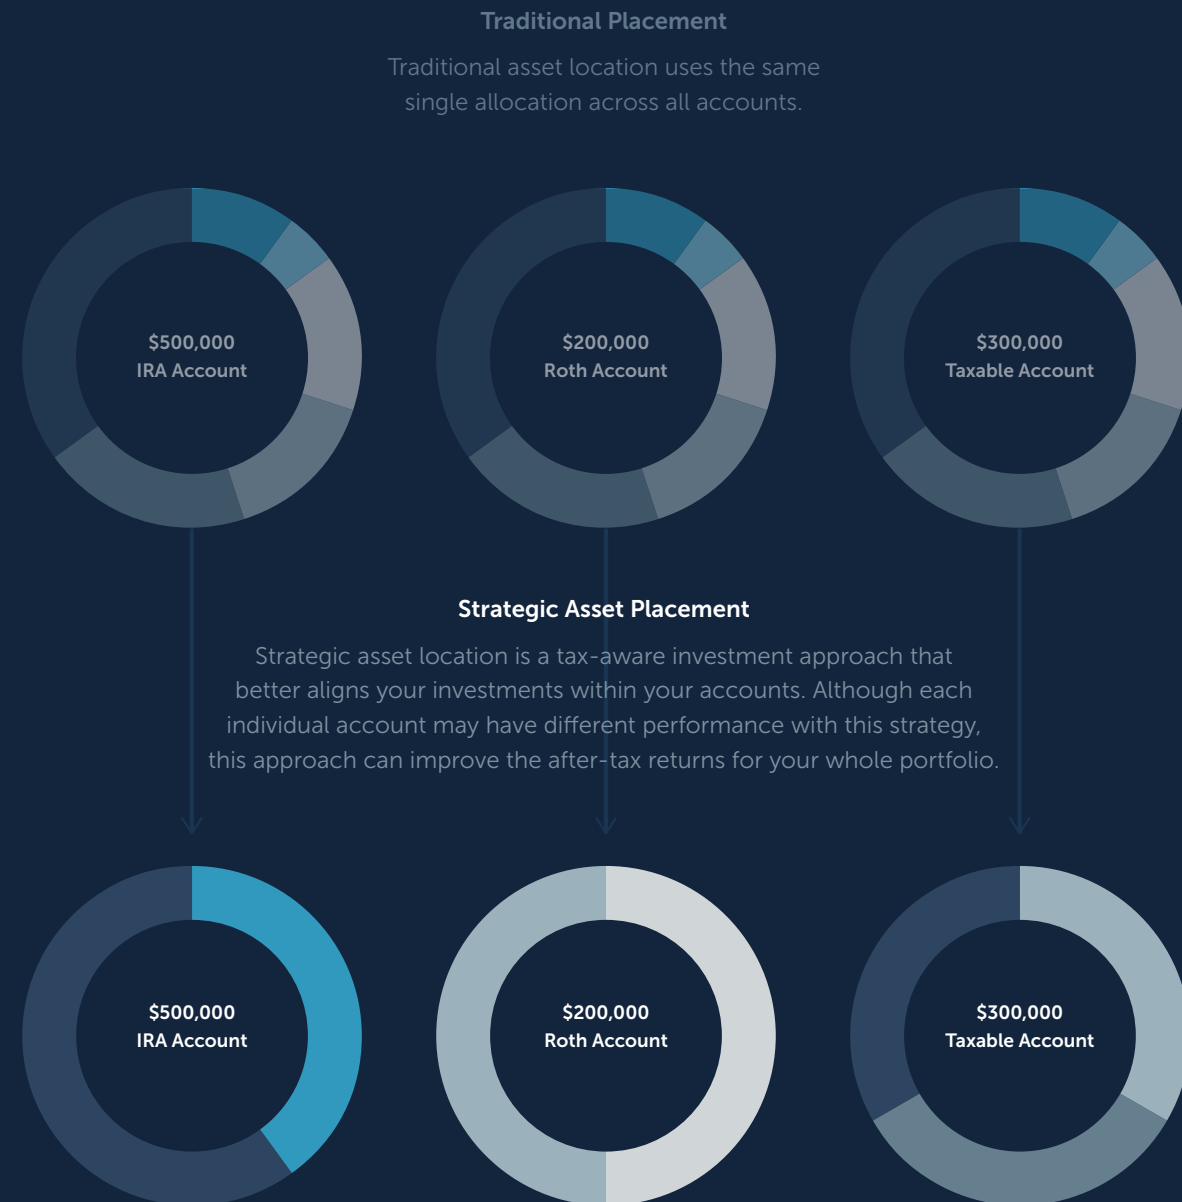 Traditional Placement
Traditional asset location uses the same
single allocation across all accounts.
$500,000
IRA Account
$200,000
Roth Account
$300,000
Taxable Account
Strategic Asset Placement
Strategic asset location is a tax-aware investment approach that
better aligns your investments within your accounts. Although each
individual account may have different performance with this strategy,
this approach can improve the after-tax returns for your whole portfolio.
$500,000
IRA Account
$200,000
Roth Account
$300,000
Taxable Account